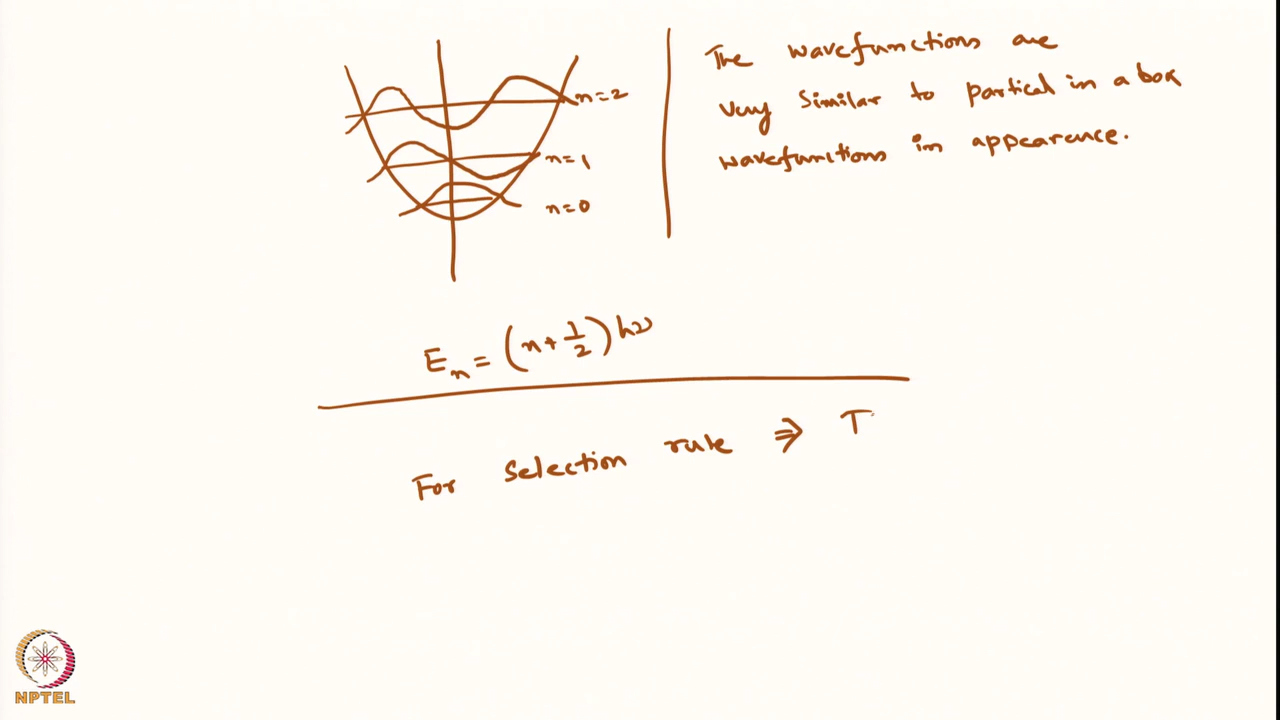 n=2
n=1
n=0
The wavefunctions are
very similar to partical in a box
wavefunctions in appearence.
E_n = (n+1/2) hν
For selection rule ⇒ T
NPTEL